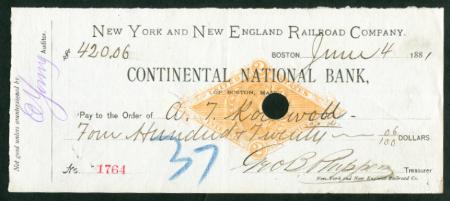 NEW YORK AND NEW ENGLAND RAILROAD COMPANY.
$420.06
BOSTON, June 4 1881
CONTINENTAL NATIONAL BANK,
OF BOSTON, MASS.
Pay to the Order of A. T.
Four Hundred & Twenty 06/100 DOLLARS
No. 1764
37
Geo B. Treasurer
New York and New England Railroad Co.
Not good unless countersigned by
Auditor.